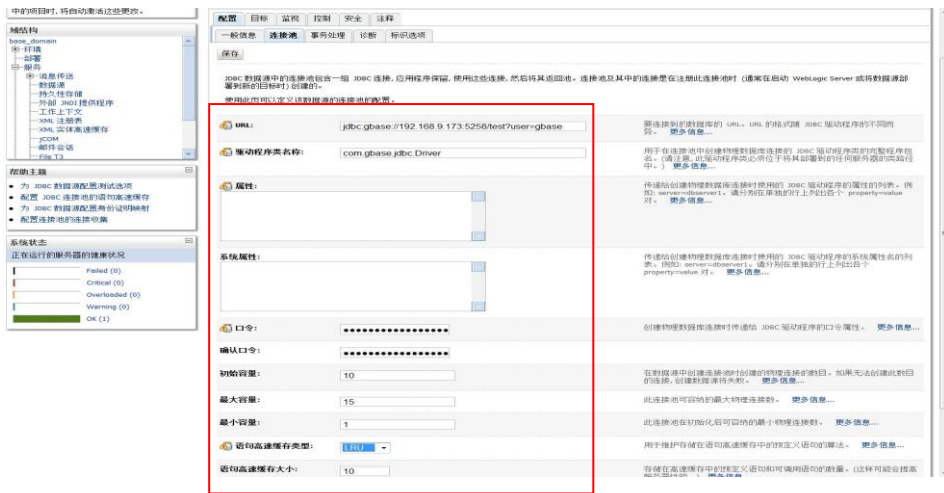 中的项目时, 将自动激活这些更改。
域结构
base_domain
环境
部署
服务
消息传送
数据源
持久性存储
外部 JNDI 提供程序
工作上下文
XML 注册表
XML 实体高速缓存
jCOM
邮件会话
File T3
帮助主题
为 JDBC 数据源配置测试选项
配置 JDBC 连接池的语句高速缓存
为 JDBC 数据源配置身份证明映射
配置连接池的连接收集
系统状态
正在运行的服务器的健康状况
Failed (0)
Critical (0)
Overloaded (0)
Warning (0)
OK (1)
配置 目标 监视 控制 安全 注释
一般信息 连接池 事务处理 诊断 标识选项
保存
JDBC 数据源中的连接池包含一组 JDBC 连接, 应用程序保留, 使用这些连接, 然后将其返回池。连接池及其中的连接是在注册此连接池时 (通常在启动 WebLogic Server 或将数据源部
署到新的目标时) 创建的。
使用此页可以定义该数据源的连接池的配置。
URL: jdbc:gbase://192.168.9.173:5258/test?user=gbase 要连接到的数据库的 URL。URL 的格式随 JDBC 驱动程序的不同而
异。 更多信息...
驱动程序类名称: com.gbase.jdbc.Driver 用于在连接池中创建物理数据库连接的 JDBC 驱动程序类的完整程序包
名。(请注意, 此驱动程序类必须位于将其部署到的任何服务器的类路径
中。) 更多信息...
属性: 传递给创建物理数据库连接时使用的 JDBC 驱动程序的属性的列表。例
如: server=dbserver1。请分别在单独的行上列出各个 property=value
对。 更多信息...
系统属性: 传递给创建物理数据库连接时使用的 JDBC 驱动程序的系统属性名的列
表。例如: server=dbserver1。请分别在单独的行上列出各个
property=value 对。 更多信息...
口令: ●●●●●●●●●●●●●●●●● 创建物理数据库连接时传递给 JDBC 驱动程序的口令属性。 更多信息...
确认口令: ●●●●●●●●●●●●●●●●●
初始容量: 10 在数据源中创建连接池时创建的物理连接的数目。如果无法创建此数目
的连接, 创建数据源将失败。 更多信息...
最大容量: 15 此连接池可容纳的最大物理连接数。 更多信息...
最小容量: 1 此连接池在初始化后可容纳的最小物理连接数。 更多信息...
语句高速缓存类型: LRU 用于维护存储在语句高速缓存中的预定义语句的算法。 更多信息...
语句高速缓存大小: 10 存储在高速缓存中的预定义语句和可调用语句的数量。(这样可能会提高